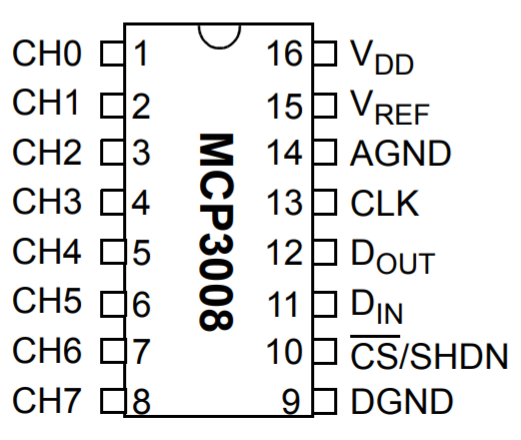 CH0 1 16 VDD
CH1 2 15 VREF
CH2 3 14 AGND
CH3 4 13 CLK
CH4 5 12 DOUT
CH5 6 11 DIN
CH6 7 10 CS/SHDN
CH7 8 9 DGND
MCP3008